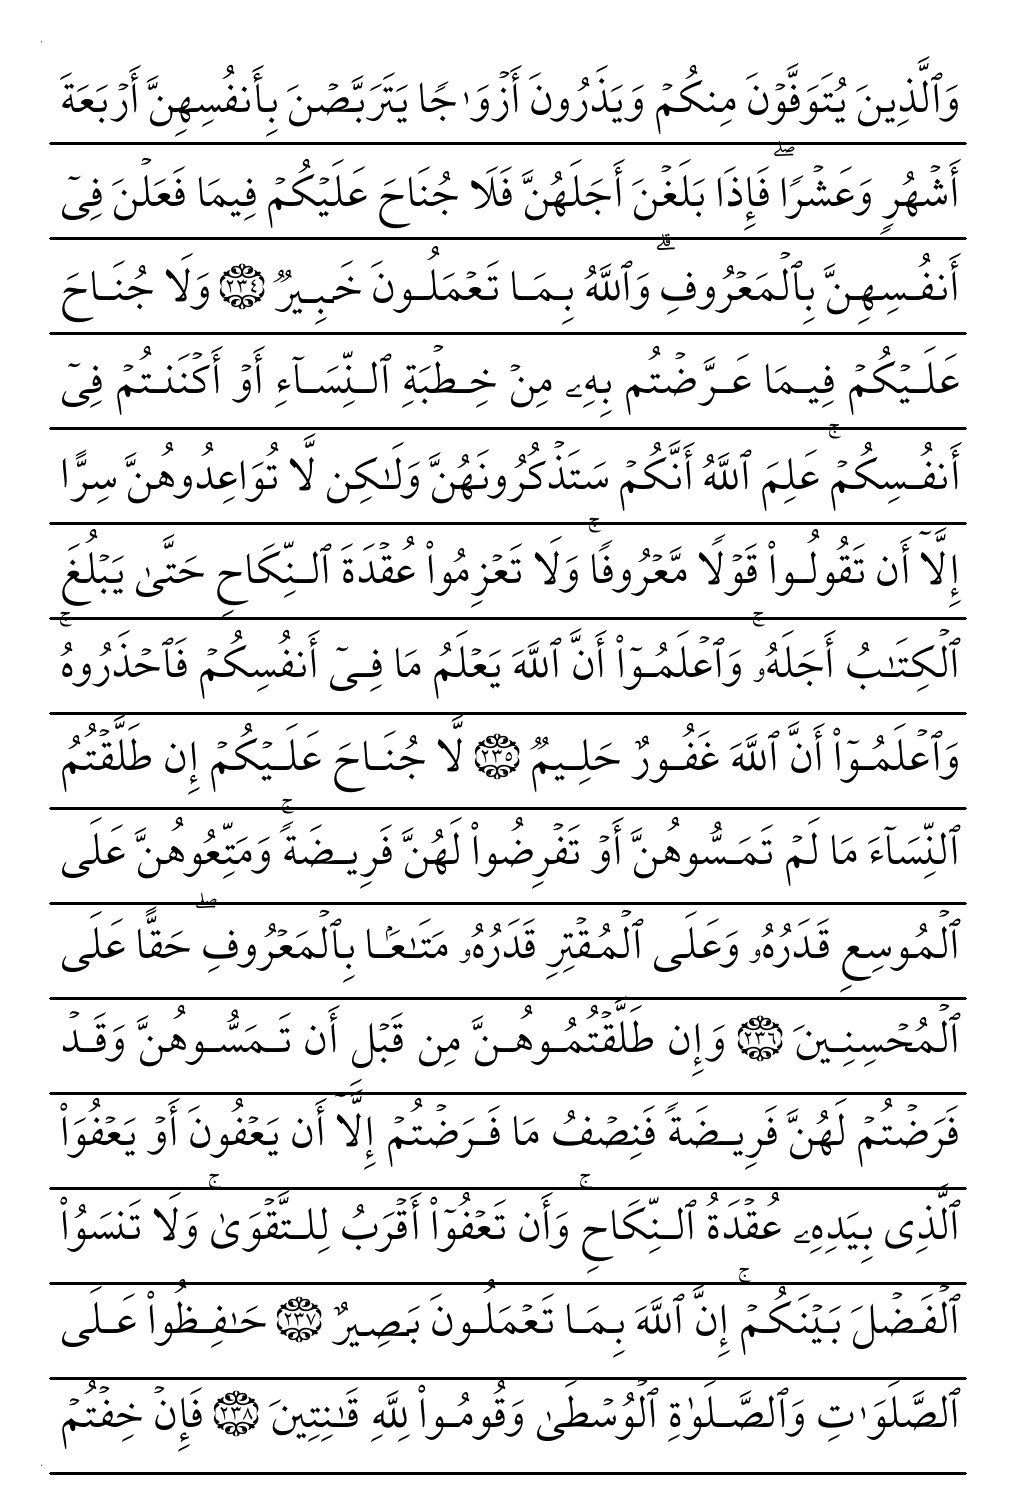 وَٱلَّذِينَ يُتَوَفَّوۡنَ مِنكُمۡ وَيَذَرُونَ أَزۡوَٰجٗا يَتَرَبَّصۡنَ بِأَنفُسِهِنَّ أَرۡبَعَةَ
أَشۡهُرٖ وَعَشۡرٗاۖ فَإِذَا بَلَغۡنَ أَجَلَهُنَّ فَلَا جُنَاحَ عَلَيۡكُمۡ فِيمَا فَعَلۡنَ فِيٓ
أَنفُسِهِنَّ بِٱلۡمَعۡرُوفِۗ وَٱللَّهُ بِمَا تَعۡمَلُونَ خَبِيرٞ ٢٣٤ وَلَا جُنَاحَ
عَلَيۡكُمۡ فِيمَا عَرَّضۡتُم بِهِۦ مِنۡ خِطۡبَةِ ٱلنِّسَآءِ أَوۡ أَكۡنَنتُمۡ فِيٓ
أَنفُسِكُمۡۚ عَلِمَ ٱللَّهُ أَنَّكُمۡ سَتَذۡكُرُونَهُنَّ وَلَٰكِن لَّا تُوَاعِدُوهُنَّ سِرًّا
إِلَّآ أَن تَقُولُواْ قَوۡلٗا مَّعۡرُوفٗاۚ وَلَا تَعۡزِمُواْ عُقۡدَةَ ٱلنِّكَاحِ حَتَّىٰ يَبۡلُغَ
ٱلۡكِتَٰبُ أَجَلَهُۥۚ وَٱعۡلَمُوٓاْ أَنَّ ٱللَّهَ يَعۡلَمُ مَا فِيٓ أَنفُسِكُمۡ فَٱحۡذَرُوهُۚ
وَٱعۡلَمُوٓاْ أَنَّ ٱللَّهَ غَفُورٌ حَلِيمٞ ٢٣٥ لَّا جُنَاحَ عَلَيۡكُمۡ إِن طَلَّقۡتُمُ
ٱلنِّسَآءَ مَا لَمۡ تَمَسُّوهُنَّ أَوۡ تَفۡرِضُواْ لَهُنَّ فَرِيضَةٗۚ وَمَتِّعُوهُنَّ عَلَى
ٱلۡمُوسِعِ قَدَرُهُۥ وَعَلَى ٱلۡمُقۡتِرِ قَدَرُهُۥ مَتَٰعَۢا بِٱلۡمَعۡرُوفِۖ حَقًّا عَلَى
ٱلۡمُحۡسِنِينَ ٢٣٦ وَإِن طَلَّقۡتُمُوهُنَّ مِن قَبۡلِ أَن تَمَسُّوهُنَّ وَقَدۡ
فَرَضۡتُمۡ لَهُنَّ فَرِيضَةٗ فَنِصۡفُ مَا فَرَضۡتُمۡ إِلَّآ أَن يَعۡفُونَ أَوۡ يَعۡفُوَاْ
ٱلَّذِي بِيَدِهِۦ عُقۡدَةُ ٱلنِّكَاحِۚ وَأَن تَعۡفُوٓاْ أَقۡرَبُ لِلتَّقۡوَىٰۚ وَلَا تَنسَوُاْ
ٱلۡفَضۡلَ بَيۡنَكُمۡۚ إِنَّ ٱللَّهَ بِمَا تَعۡمَلُونَ بَصِيرٌ ٢٣٧ حَٰفِظُواْ عَلَى
ٱلصَّلَوَٰتِ وَٱلصَّلَوٰةِ ٱلۡوُسۡطَىٰ وَقُومُواْ لِلَّهِ قَٰنِتِينَ ٢٣٨ فَإِنۡ خِفۡتُمۡ